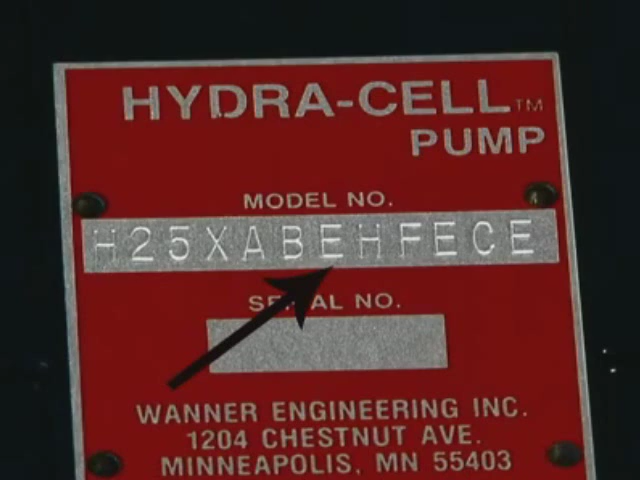 HYDRA-CELL™
PUMP
MODEL NO.
H25XABEHFECE
SERIAL NO.
WANNER ENGINEERING INC.
1204 CHESTNUT AVE.
MINNEAPOLIS, MN 55403